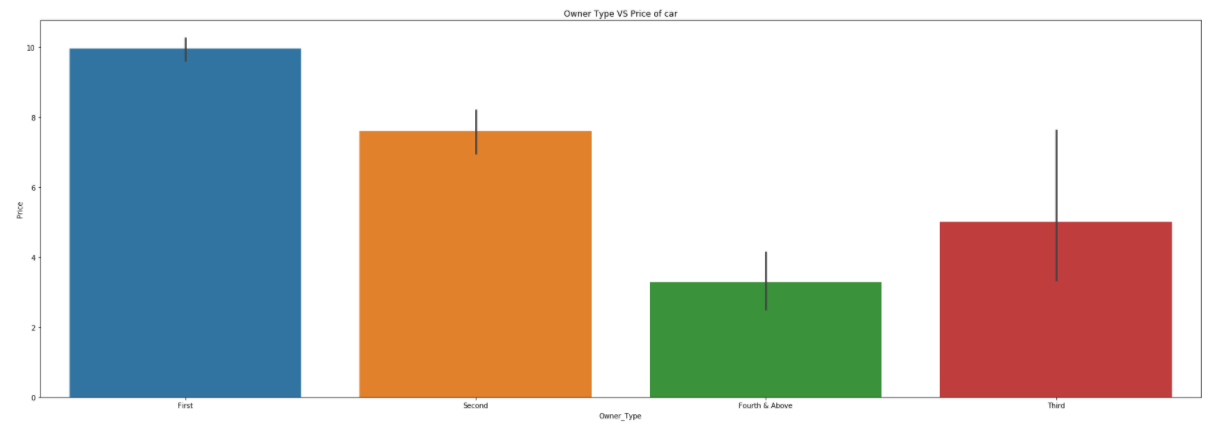 Owner Type VS Price of car
Price
10
8
6
4
2
0
First Second Fourth & Above Third
Owner_Type